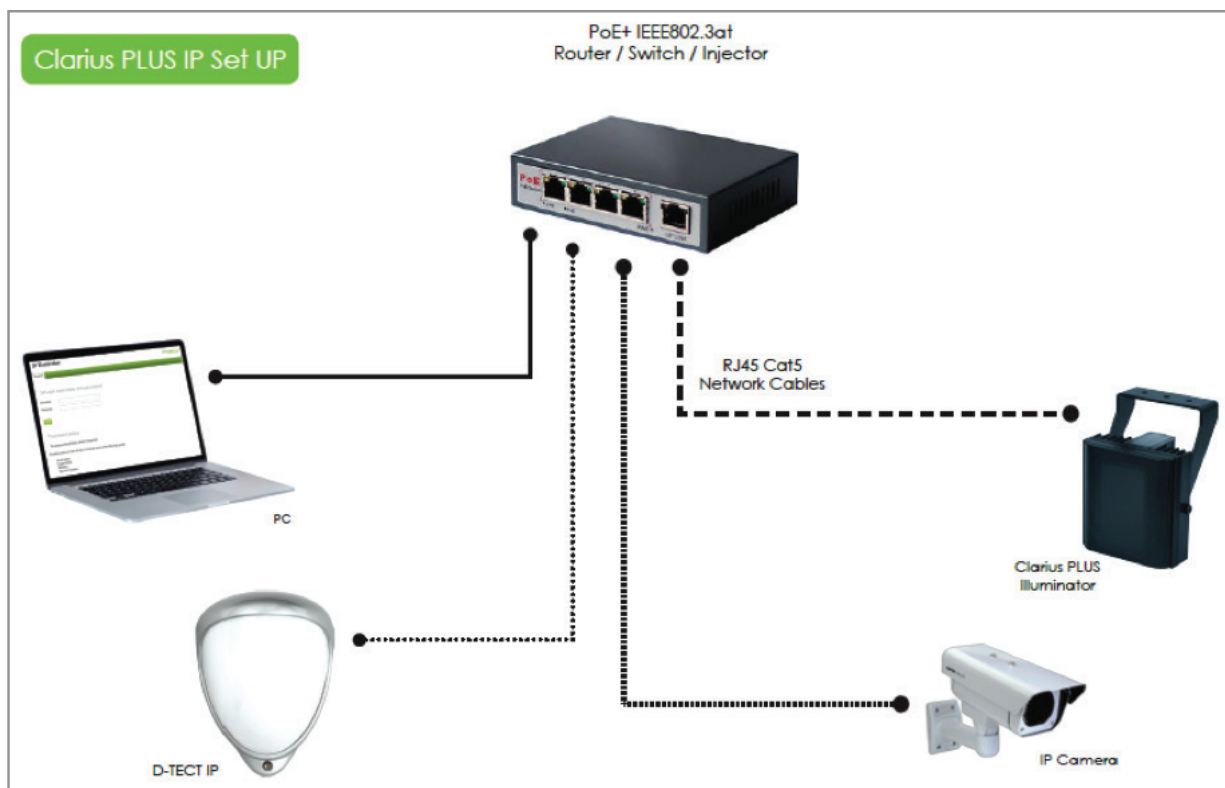 PoE+ IEEE802.3at
Router / Switch / Injector
Clarius PLUS IP Set UP
PoE
RJ45 Cat5
Network Cables
PC
Clarius PLUS
Illuminator
D-TECT IP
IP Camera